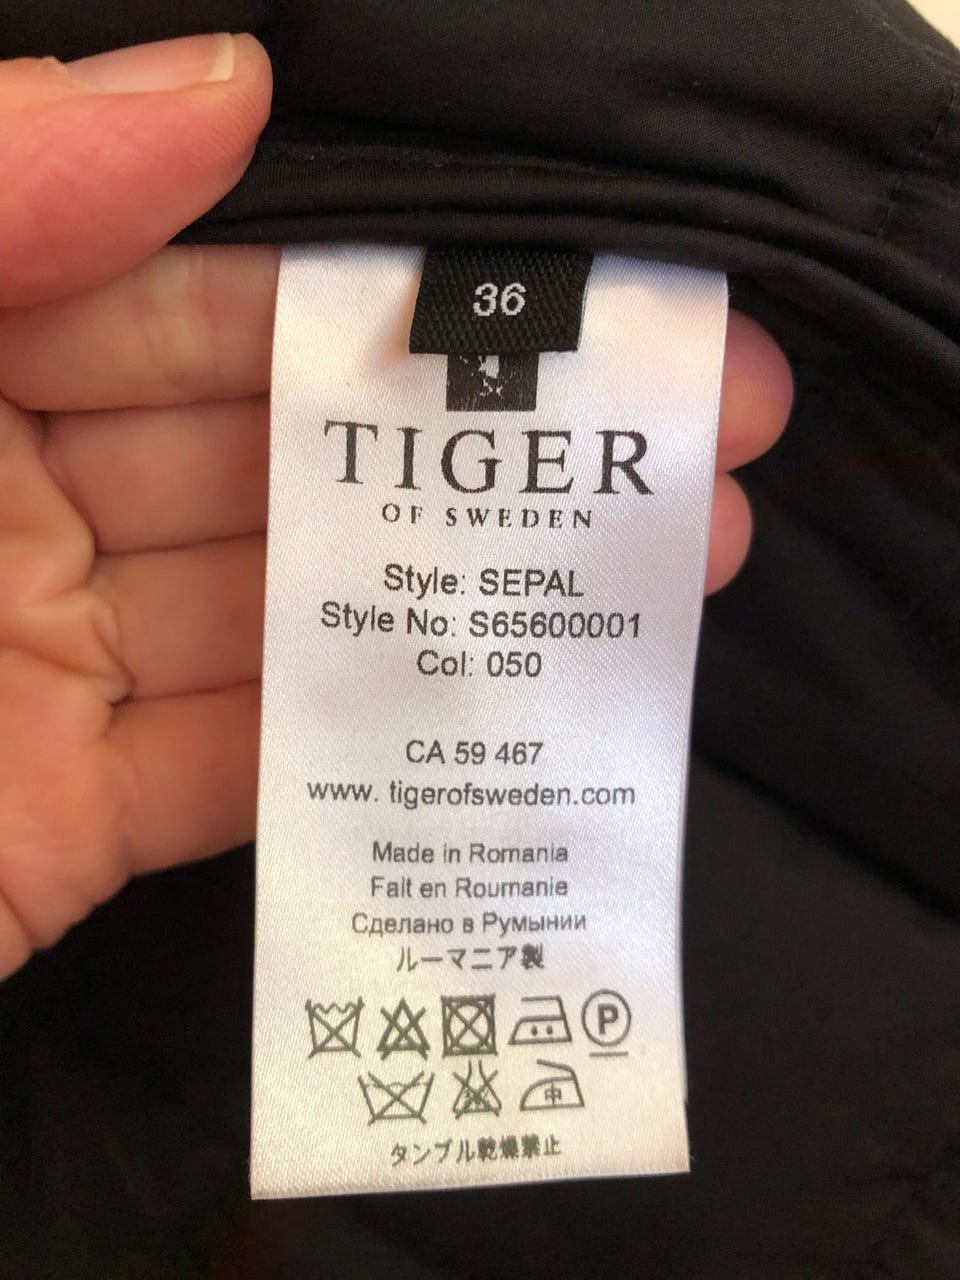 36
TIGER
OF SWEDEN
Style: SEPAL
Style No: S65600001
Col: 050
CA 59 467
www. tigerofsweden.com
Made in Romania
Fait en Roumanie
Сделано в Румынии
ルーマニア製
P
中
タンブル乾燥禁止